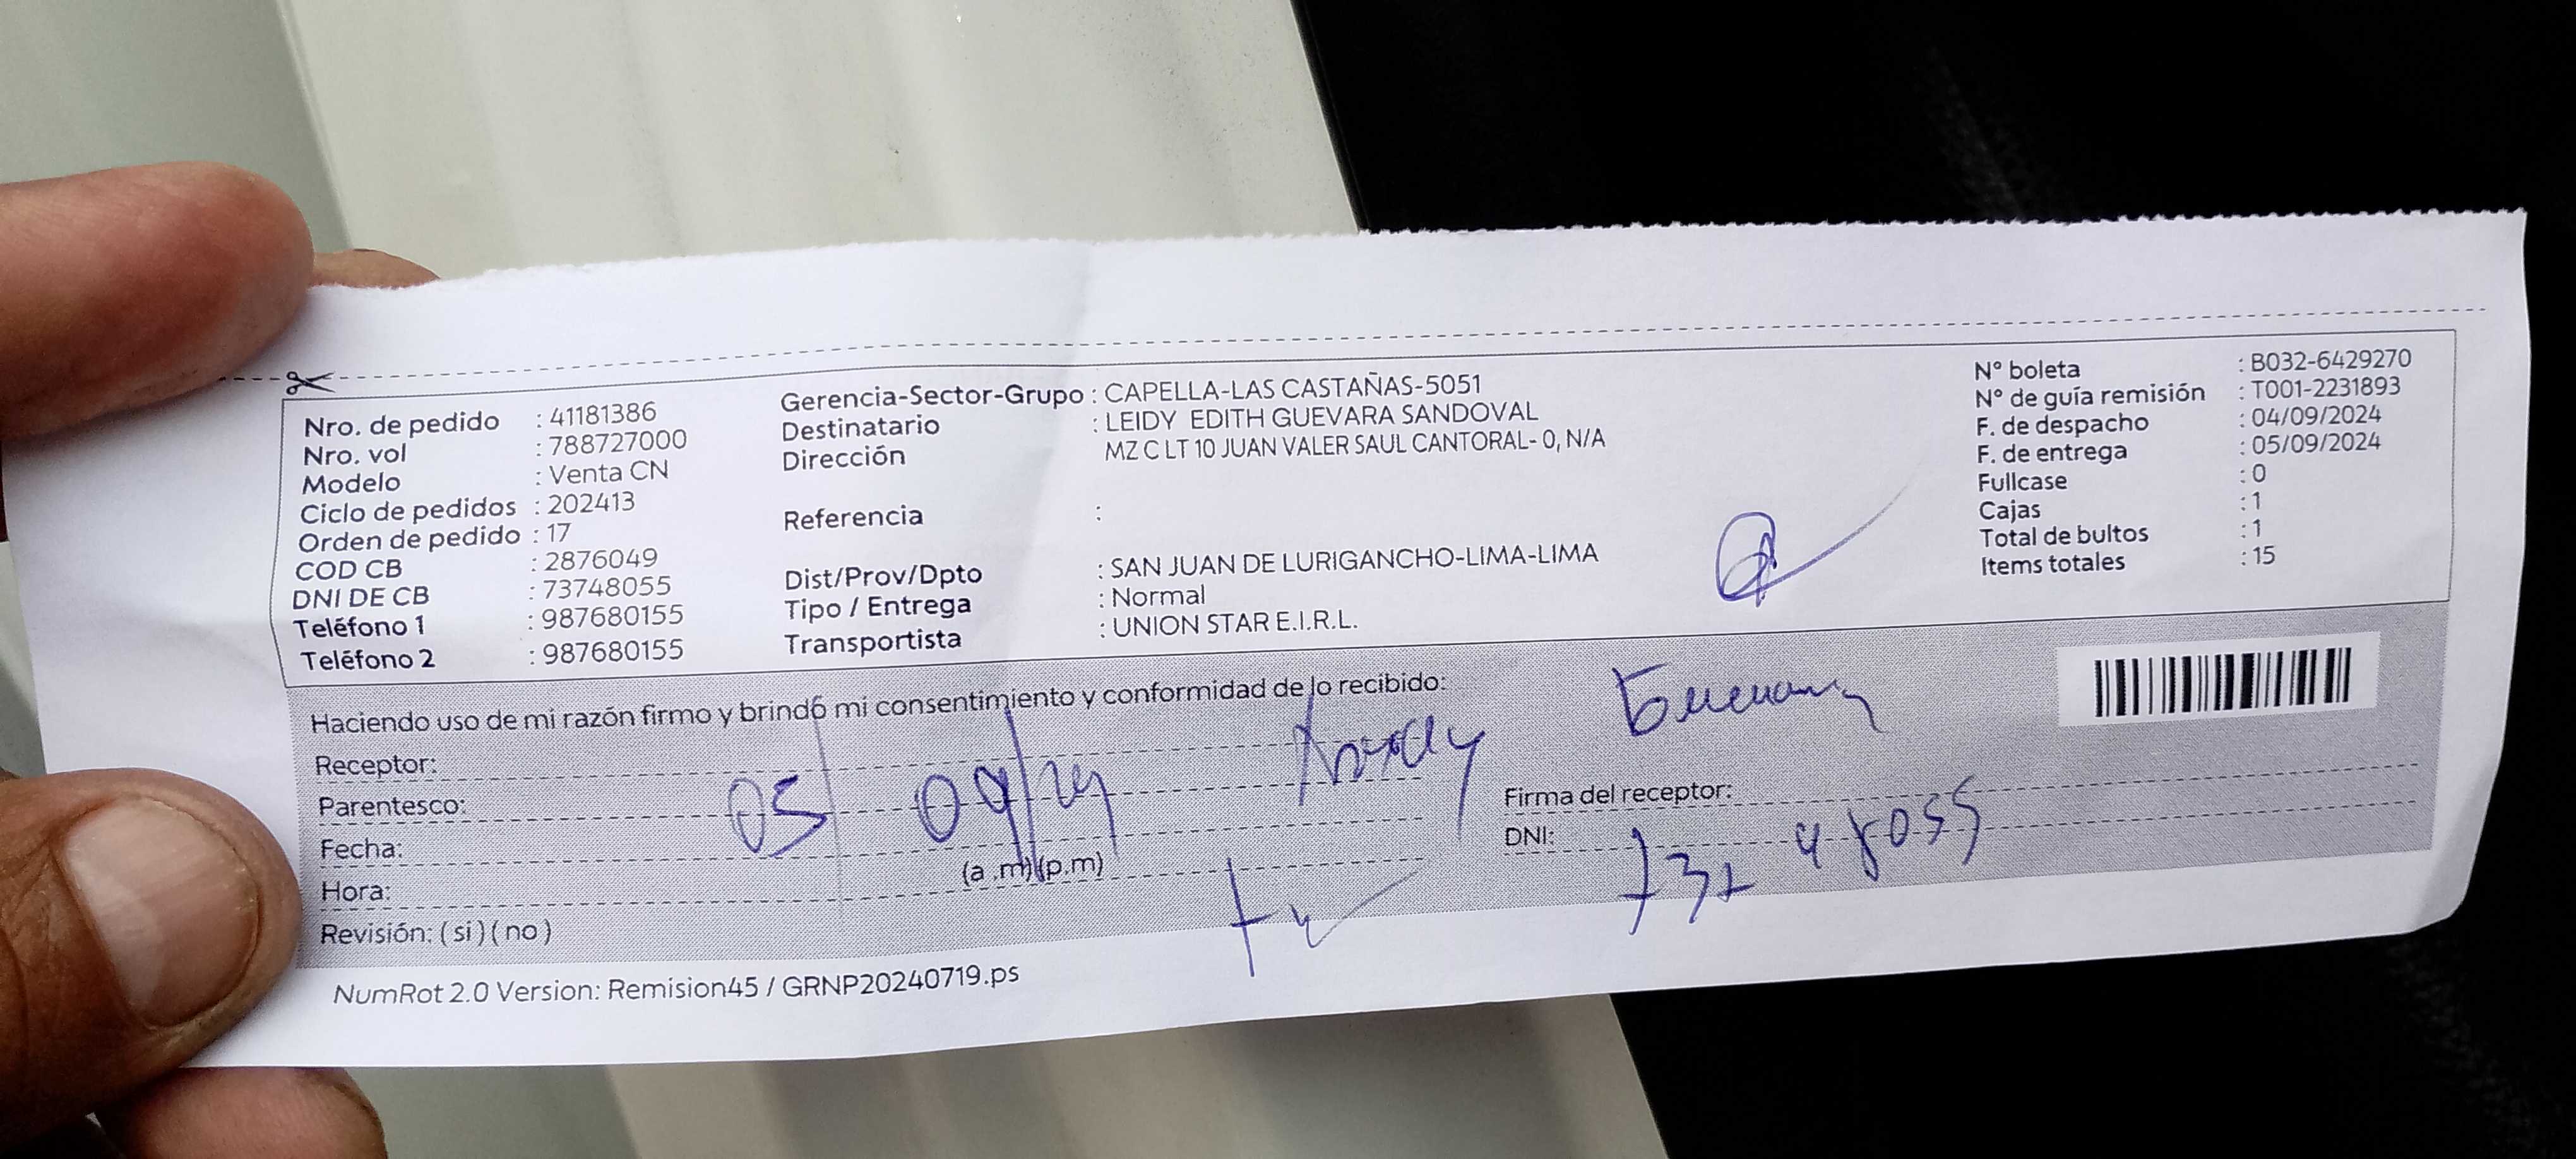 Nro. de pedido : 41181386
Nro. vol : 788727000
Modelo : Venta CN
Ciclo de pedidos : 202413
Orden de pedido : 17
COD CB : 2876049
DNI DE CB : 73748055
Teléfono 1 : 987680155
Teléfono 2 : 987680155
Gerencia-Sector-Grupo : CAPELLA-LAS CASTAÑAS-5051
Destinatario : LEIDY EDITH GUEVARA SANDOVAL
Dirección MZ C LT 10 JUAN VALER SAUL CANTORAL- 0, N/A
Referencia :
Dist/Prov/Dpto : SAN JUAN DE LURIGANCHO-LIMA-LIMA
Tipo / Entrega : Normal
Transportista : UNION STAR E.I.R.L.
N° boleta : B032-6429270
N° de guía remisión : T001-2231893
F. de despacho : 04/09/2024
F. de entrega : 05/09/2024
Fullcase : 0
Cajas : 1
Total de bultos : 1
Items totales : 15
Haciendo uso de mi razón firmo y brindó mi consentimiento y conformidad de lo recibido:
Receptor:
Parentesco:
Fecha: 05/09/24
Hora: (a .m) (p.m)
Revisión: ( si ) ( no )
Firma del receptor:
DNI: 73748055
NumRot 2.0 Version: Remision45 / GRNP20240719.ps